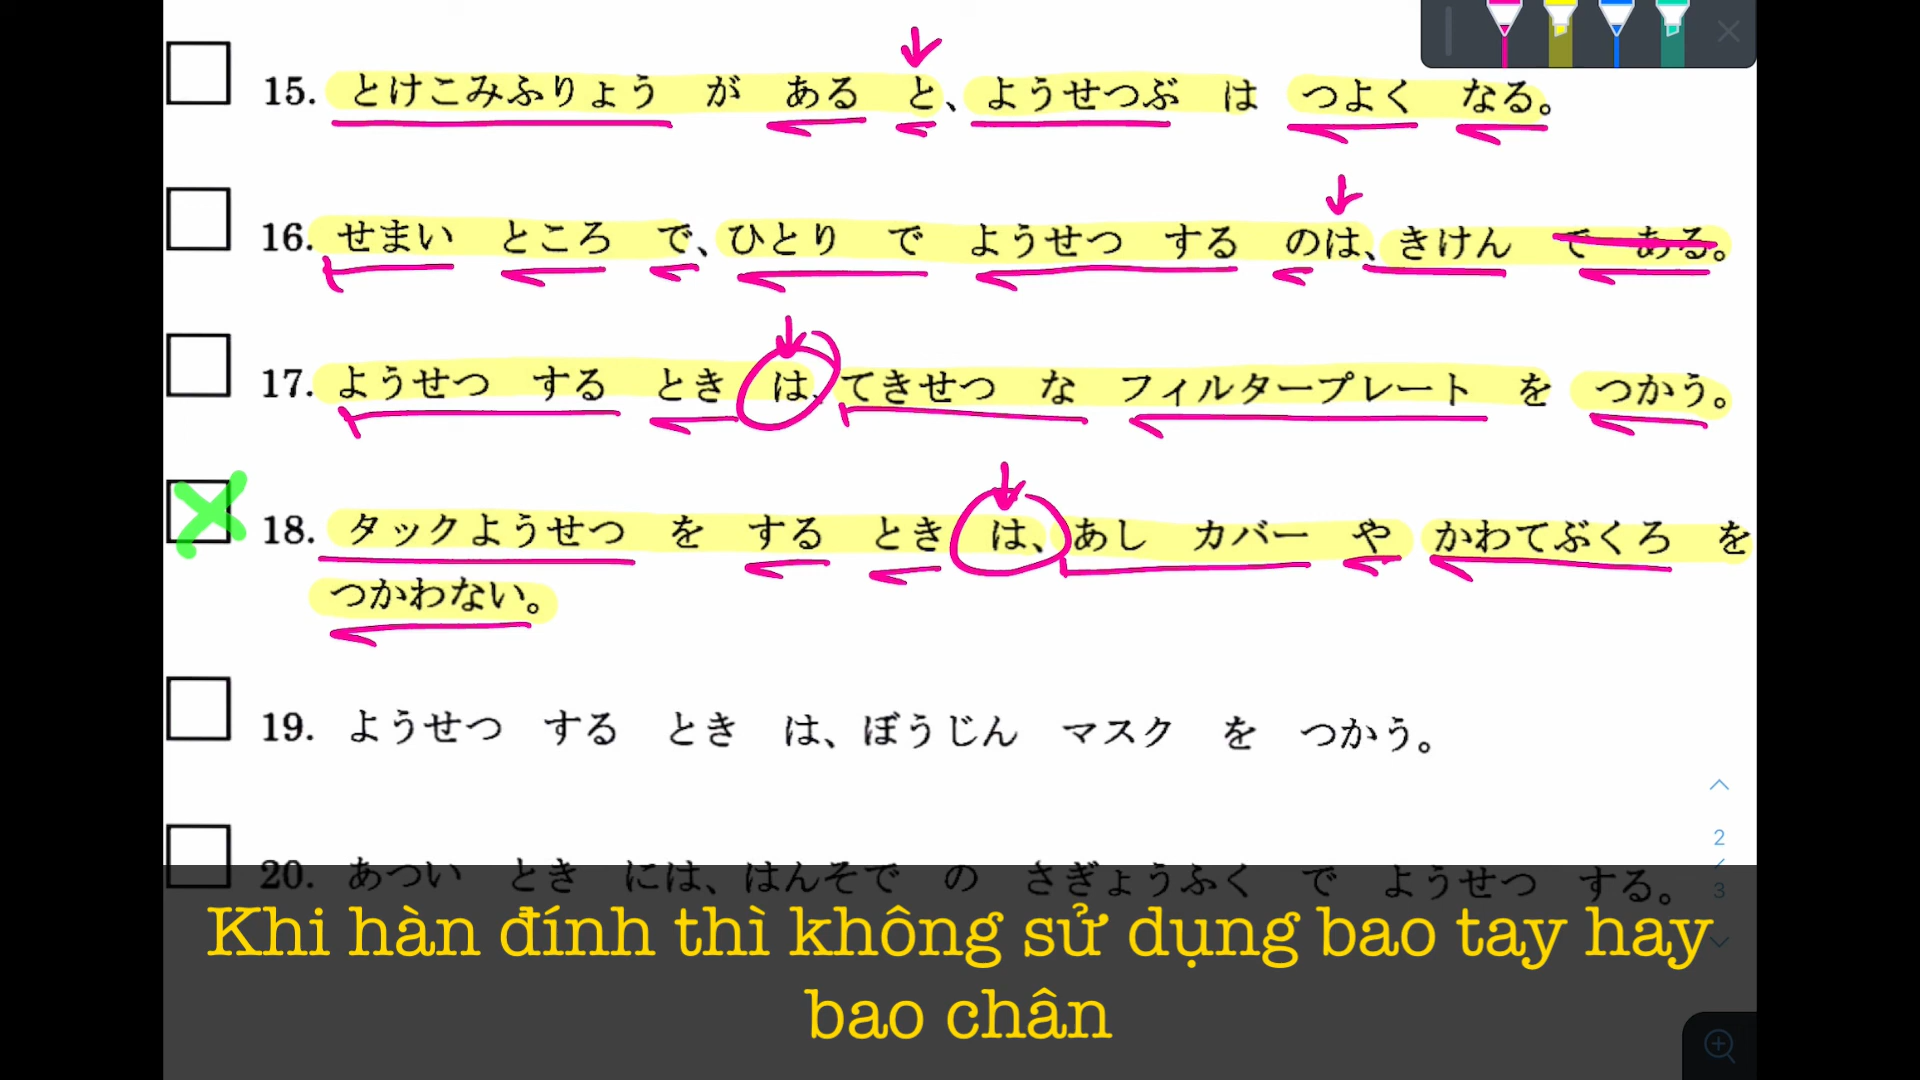 15. とけこみふりょう が ある と、ようせつぶ は つよく なる。
16. せまい ところ で、ひとり で ようせつ する のは、きけん で ある。
17. ようせつ する とき は、てきせつ な フィルタープレート を つかう。
18. タックようせつ を する とき は、あし カバー や かわてぶくろ を
つかわない。
19. ようせつ する とき は、ぼうじん マスク を つかう。
20. あつい とき には、はんそで の さぎょうふく で ようせつ する。
2
/
3
Khi hàn đính thì không sử dụng bao tay hay
bao chân